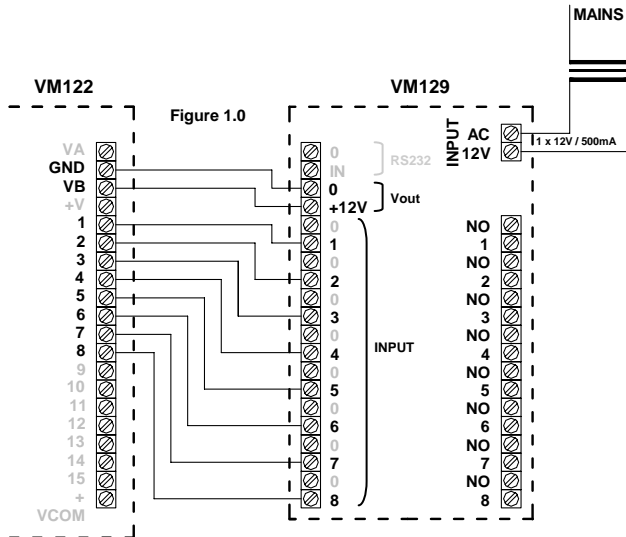 MAINS
VM122
VM129
Figure 1.0
VA
GND
VB
+V
1
2
3
4
5
6
7
8
9
10
11
12
13
14
15
+
VCOM
0
IN
RS232
0
+12V
Vout
0
1
0
2
0
3
0
4
0
5
0
6
0
7
0
8
INPUT
INPUT
AC
12V
1 x 12V / 500mA
NO
1
NO
2
NO
3
NO
4
NO
5
NO
6
NO
7
NO
8